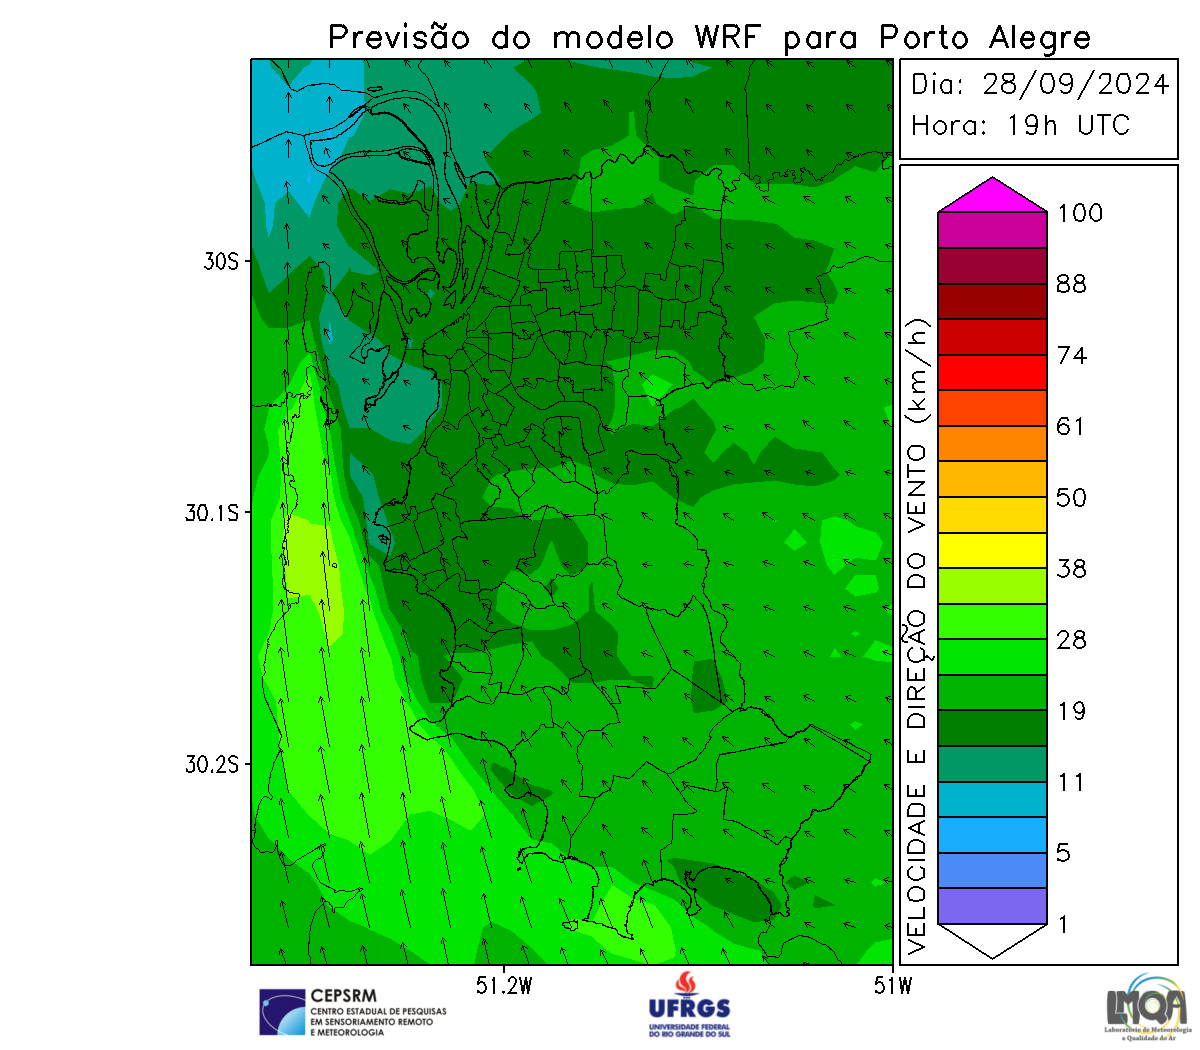 Previsão do modelo WRF para Porto Alegre
Dia: 28/09/2024
Hora: 19h UTC
30S
30.1S
30.2S
51.2W
51W
VELOCIDADE E DIREÇÃO DO VENTO (km/h)
100
88
74
61
50
38
28
19
11
5
1
CEPSRM
CENTRO ESTADUAL DE PESQUISAS
EM SENSORIAMENTO REMOTO
E METEOROLOGIA
UFRGS
UNIVERSIDADE FEDERAL
DO RIO GRANDE DO SUL
LMQA
Laboratório de Meteorologia
e Qualidade do Ar